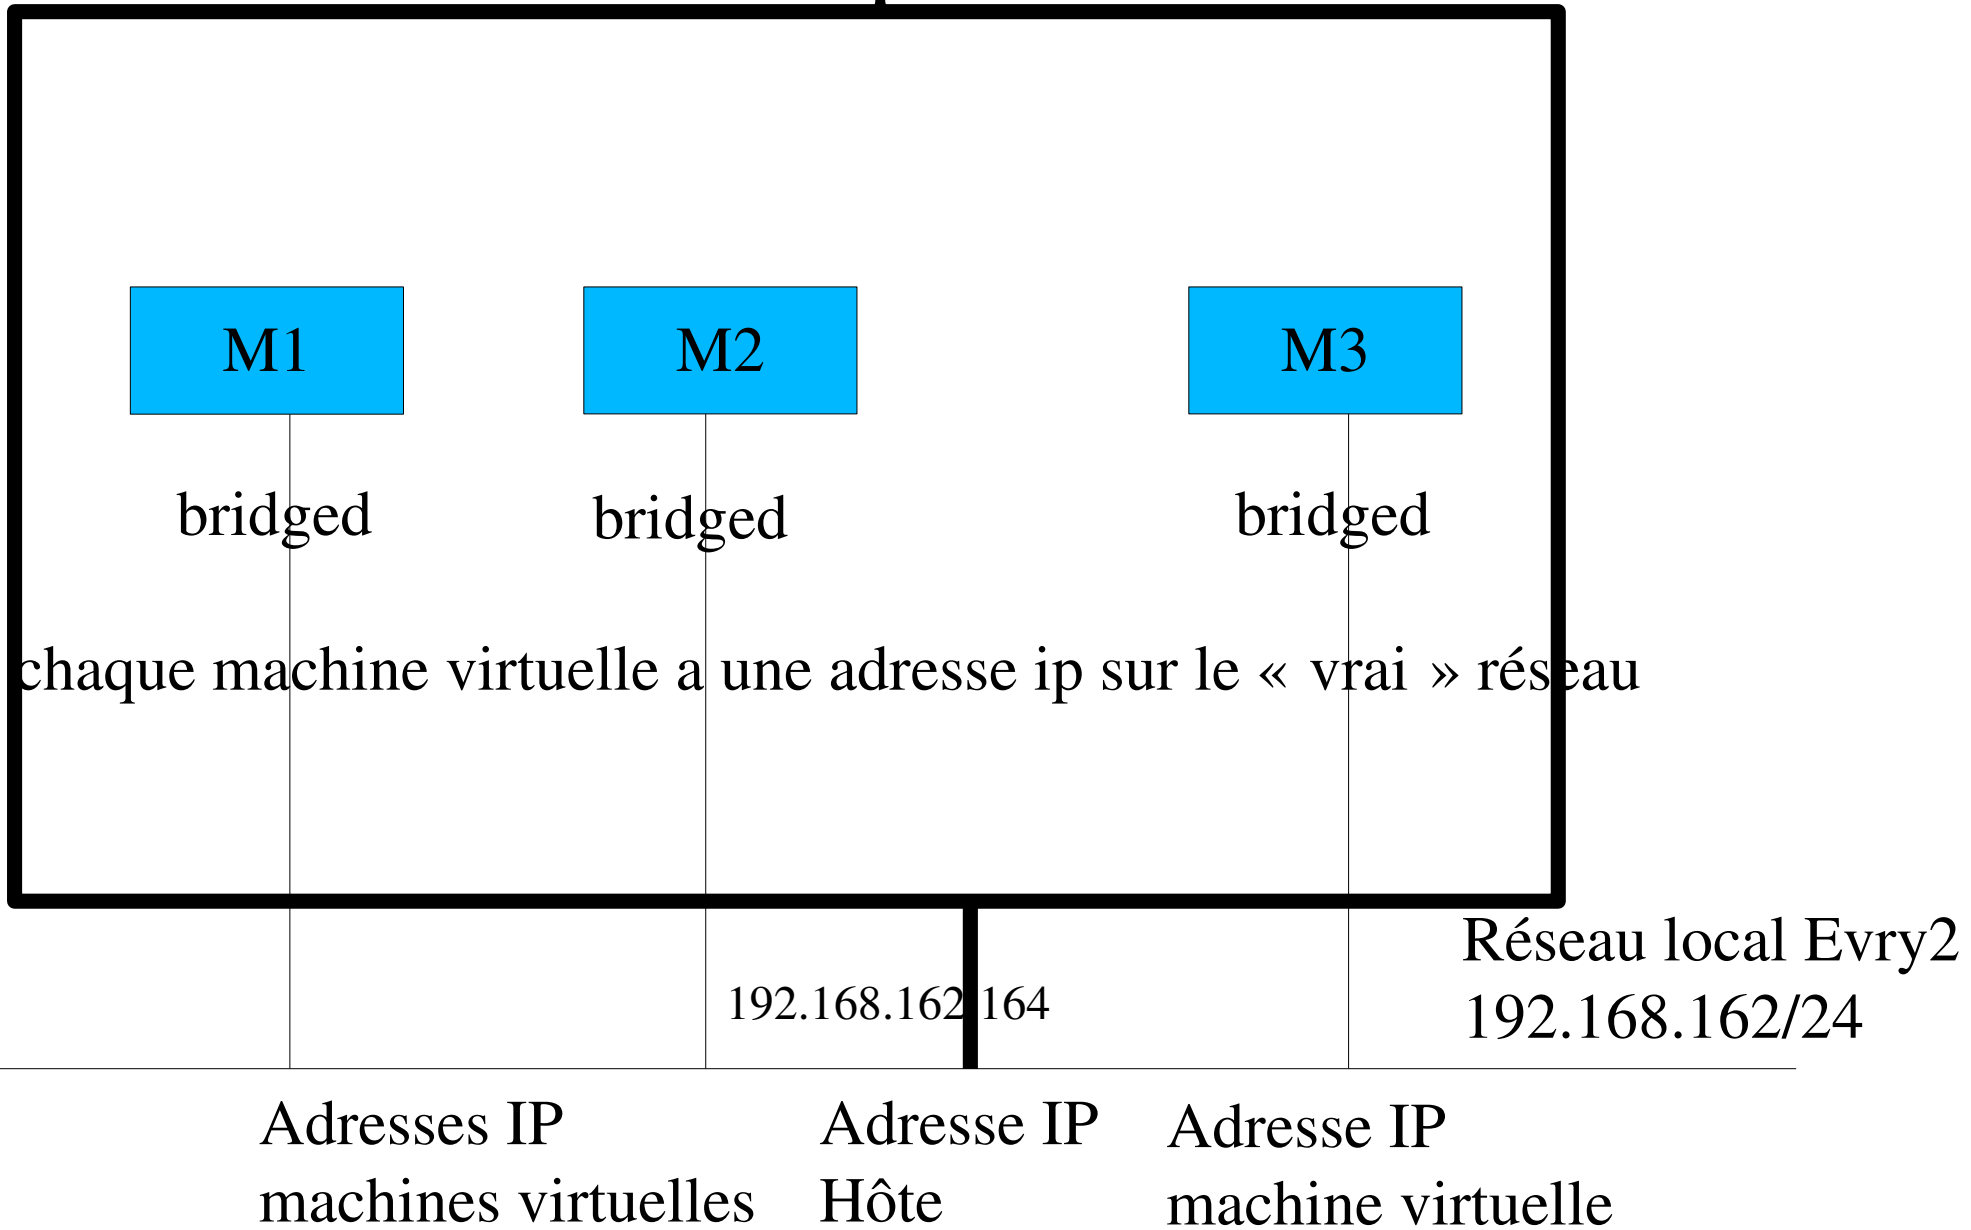 M1
M2
M3
bridged
bridged
bridged
chaque machine virtuelle a une adresse ip sur le « vrai » réseau
Réseau local Evry2
192.168.162.164
192.168.162/24
Adresses IP
machines virtuelles
Adresse IP
Hôte
Adresse IP
machine virtuelle